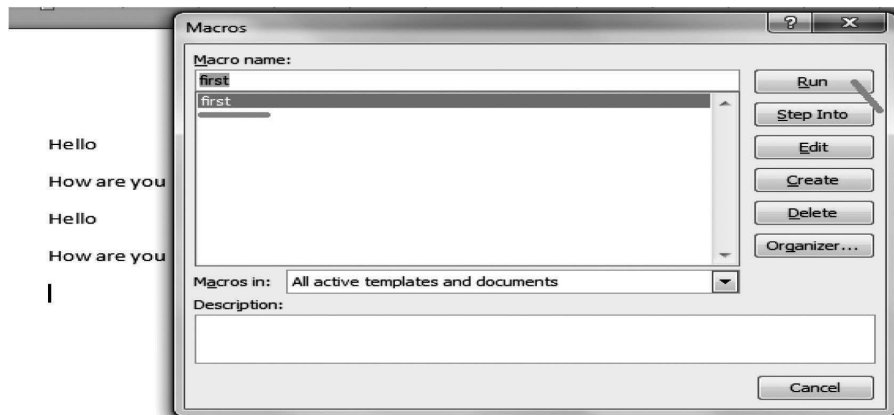 Macros
? x
Macro name:
first
first
Run
Step Into
Edit
Create
Delete
Organizer...
Macros in: All active templates and documents
Description:
Cancel
Hello
How are you
Hello
How are you